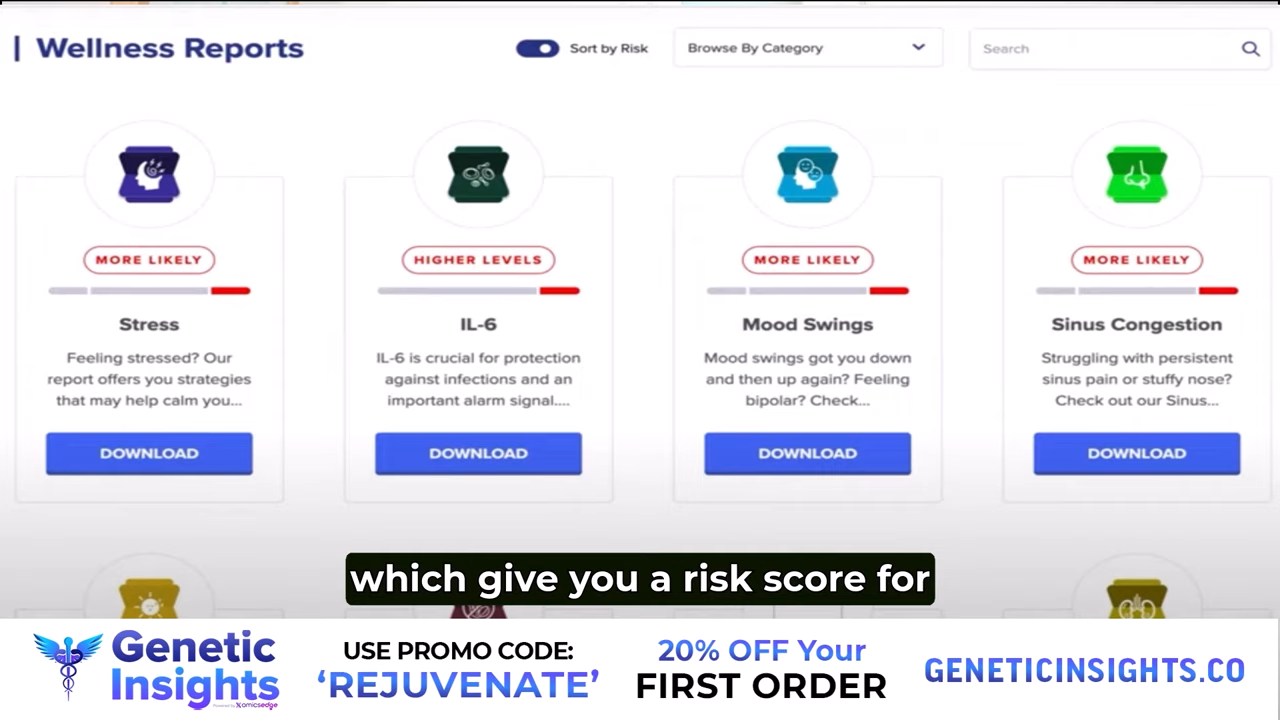 Wellness Reports
Sort by Risk
Browse By Category
Search
MORE LIKELY
Stress
Feeling stressed? Our
report offers you strategies
that may help calm you...
DOWNLOAD
HIGHER LEVELS
IL-6
IL-6 is crucial for protection
against infections and an
important alarm signal....
DOWNLOAD
MORE LIKELY
Mood Swings
Mood swings got you down
and then up again? Feeling
bipolar? Check...
DOWNLOAD
MORE LIKELY
Sinus Congestion
Struggling with persistent
sinus pain or stuffy nose?
Check out our Sinus...
DOWNLOAD
which give you a risk score for
Genetic
Insights
Powered by Xomicsedge
USE PROMO CODE:
‘REJUVENATE’
20% OFF Your
FIRST ORDER
GENETICINSIGHTS.CO